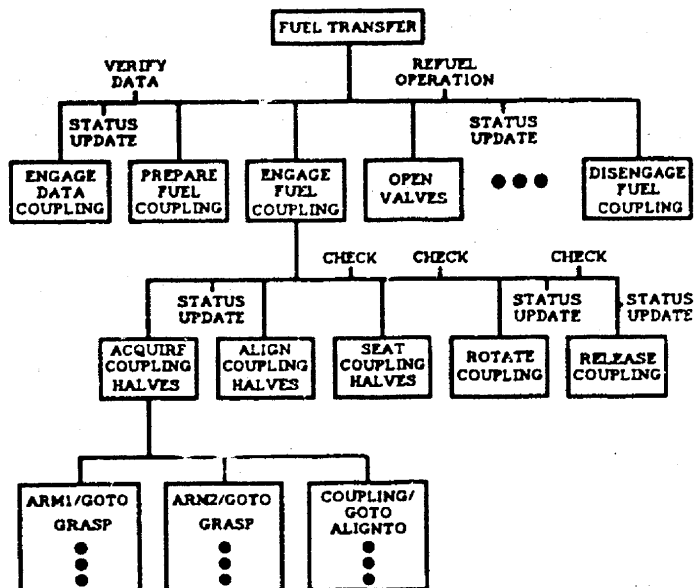 FUEL TRANSFER
VERIFY
DATA
REFUEL
OPERATION
STATUS
UPDATE
STATUS
UPDATE
ENGAGE
DATA
COUPLING
PREPARE
FUEL
COUPLING
ENGAGE
FUEL
COUPLING
OPEN
VALVES
DISENGAGE
FUEL
COUPLING
CHECK
CHECK
CHECK
STATUS
UPDATE
STATUS
UPDATE
STATUS
UPDATE
ACQUIRE
COUPLING
HALVES
ALIGN
COUPLING
HALVES
SEAT
COUPLING
HALVES
ROTATE
COUPLING
RELEASE
COUPLING
ARM1/GOTO
GRASP
ARM2/GOTO
GRASP
COUPLING/
GOTO
ALIGNTO